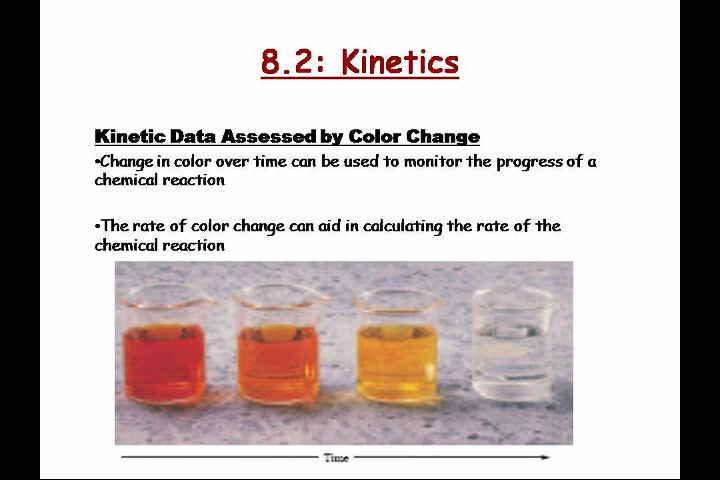 8.2: Kinetics
Kinetic Data Assessed by Color Change
•Change in color over time can be used to monitor the progress of a
chemical reaction
•The rate of color change can aid in calculating the rate of the
chemical reaction
Time